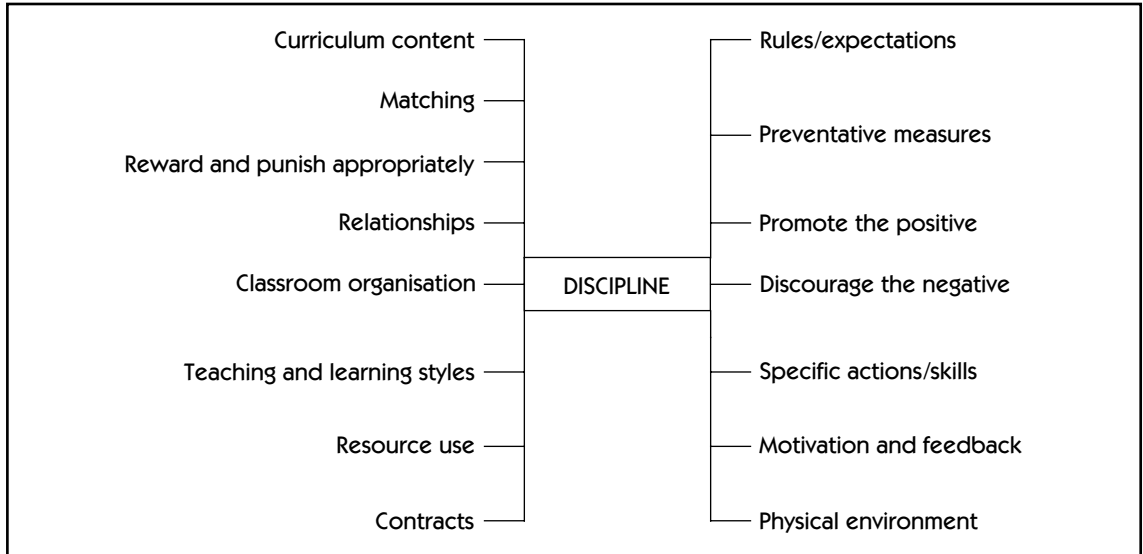 Curriculum content
Matching
Reward and punish appropriately
Relationships
Classroom organisation
Teaching and learning styles
Resource use
Contracts
DISCIPLINE
Rules/expectations
Preventative measures
Promote the positive
Discourage the negative
Specific actions/skills
Motivation and feedback
Physical environment